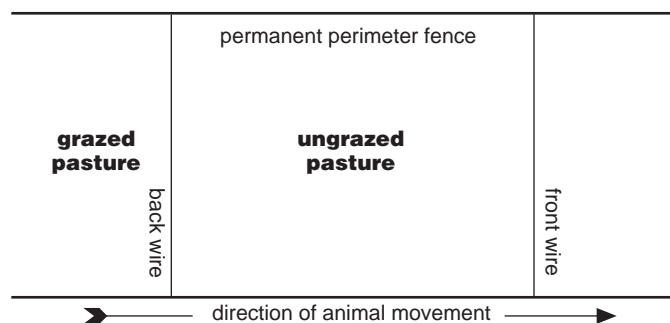 permanent perimeter fence
grazed
pasture
ungrazed
pasture
back wire
front wire
direction of animal movement